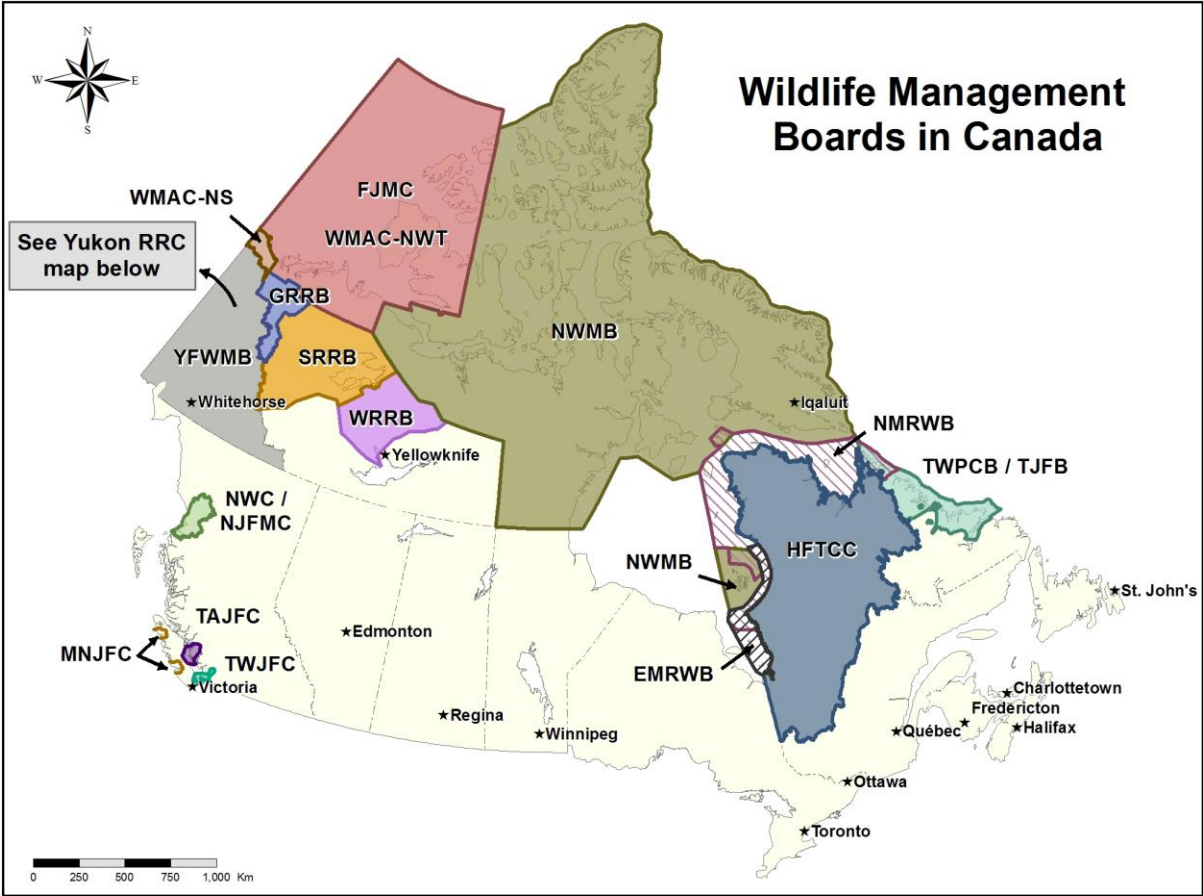 N
W
E
S
Wildlife Management
Boards in Canada
WMAC-NS
See Yukon RRC
map below
FJMC
WMAC-NWT
GRRB
YFWMB
SRRB
NWMB
Whitehorse
WRRB
Iqaluit
NMRWB
Yellowknife
TWPCB / TJFB
NWC /
NJFMC
HFTCC
NWMB
St. John's
TAJFC
Edmonton
MNJFC
TWJFC
EMRWB
Victoria
Charlottetown
Regina
Fredericton
Winnipeg
Québec
Halifax
Ottawa
Toronto
0 250 500 750 1,000 Km